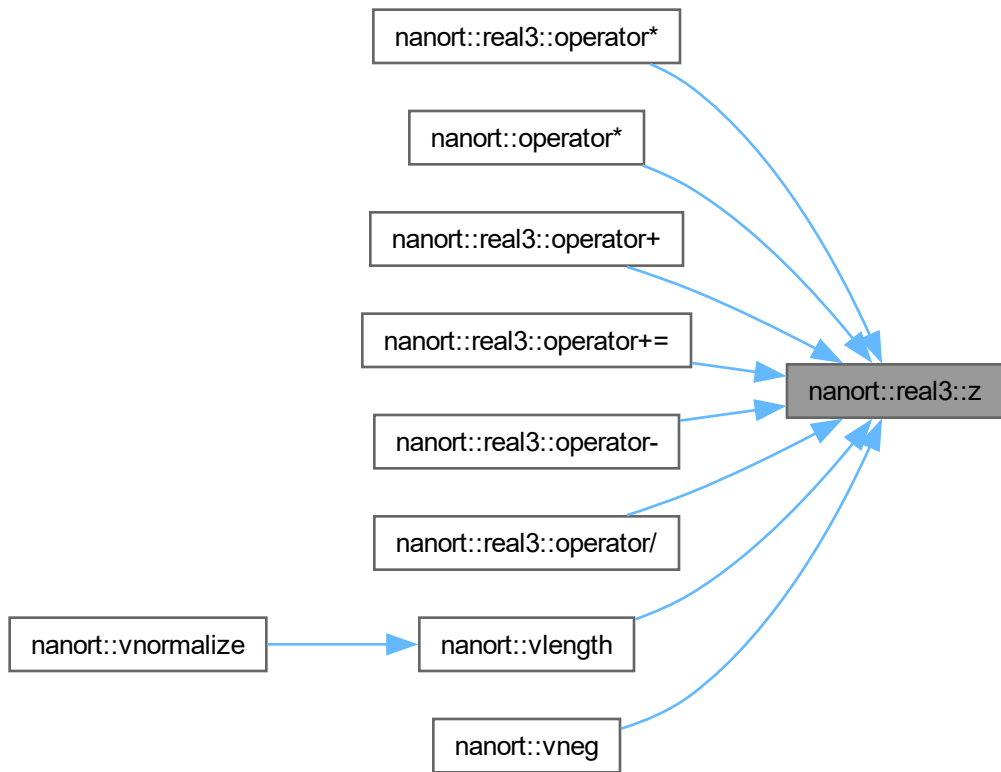 nanort::real3::operator*
nanort::operator*
nanort::real3::operator+
nanort::real3::operator+=
nanort::real3::z
nanort::real3::operator-
nanort::real3::operator/
nanort::vnormalize
nanort::vlength
nanort::vneg